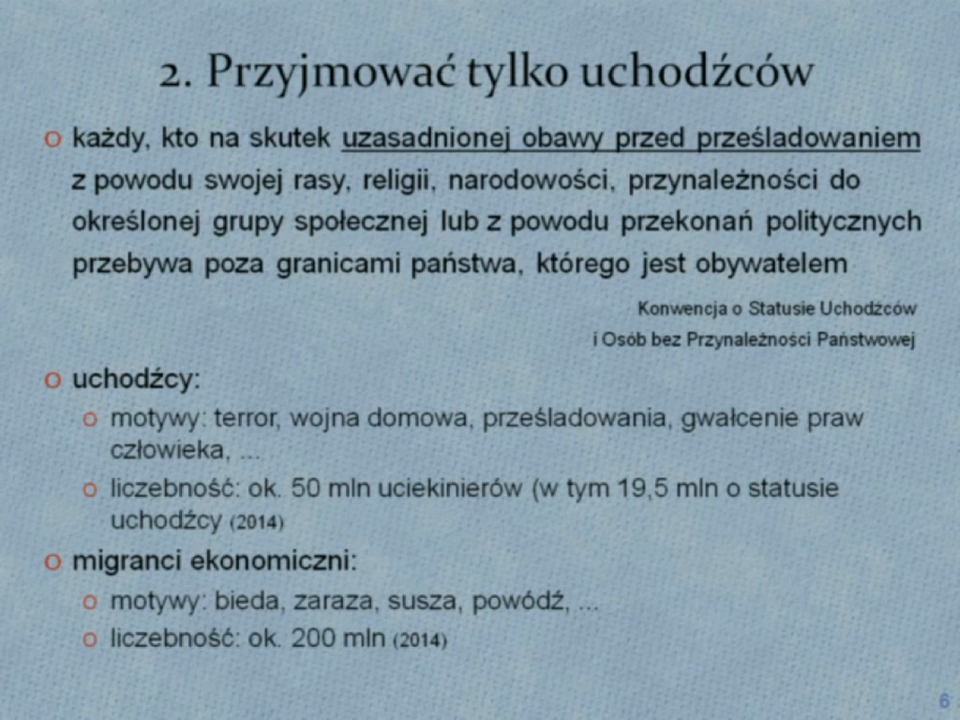 2. Przyjmować tylko uchodźców
o każdy, kto na skutek uzasadnionej obawy przed prześladowaniem
z powodu swojej rasy, religii, narodowości, przynależności do
określonej grupy społecznej lub z powodu przekonań politycznych
przebywa poza granicami państwa, którego jest obywatelem
Konwencja o Statusie Uchodźców
i Osób bez Przynależności Państwowej
o uchodźcy:
o motywy: terror, wojna domowa, prześladowania, gwałcenie praw
człowieka, ...
o liczebność: ok. 50 mln uciekinierów (w tym 19,5 mln o statusie
uchodźcy (2014)
o migranci ekonomiczni:
o motywy: bieda, zaraza, susza, powódź, ...
o liczebność: ok. 200 mln (2014)
6